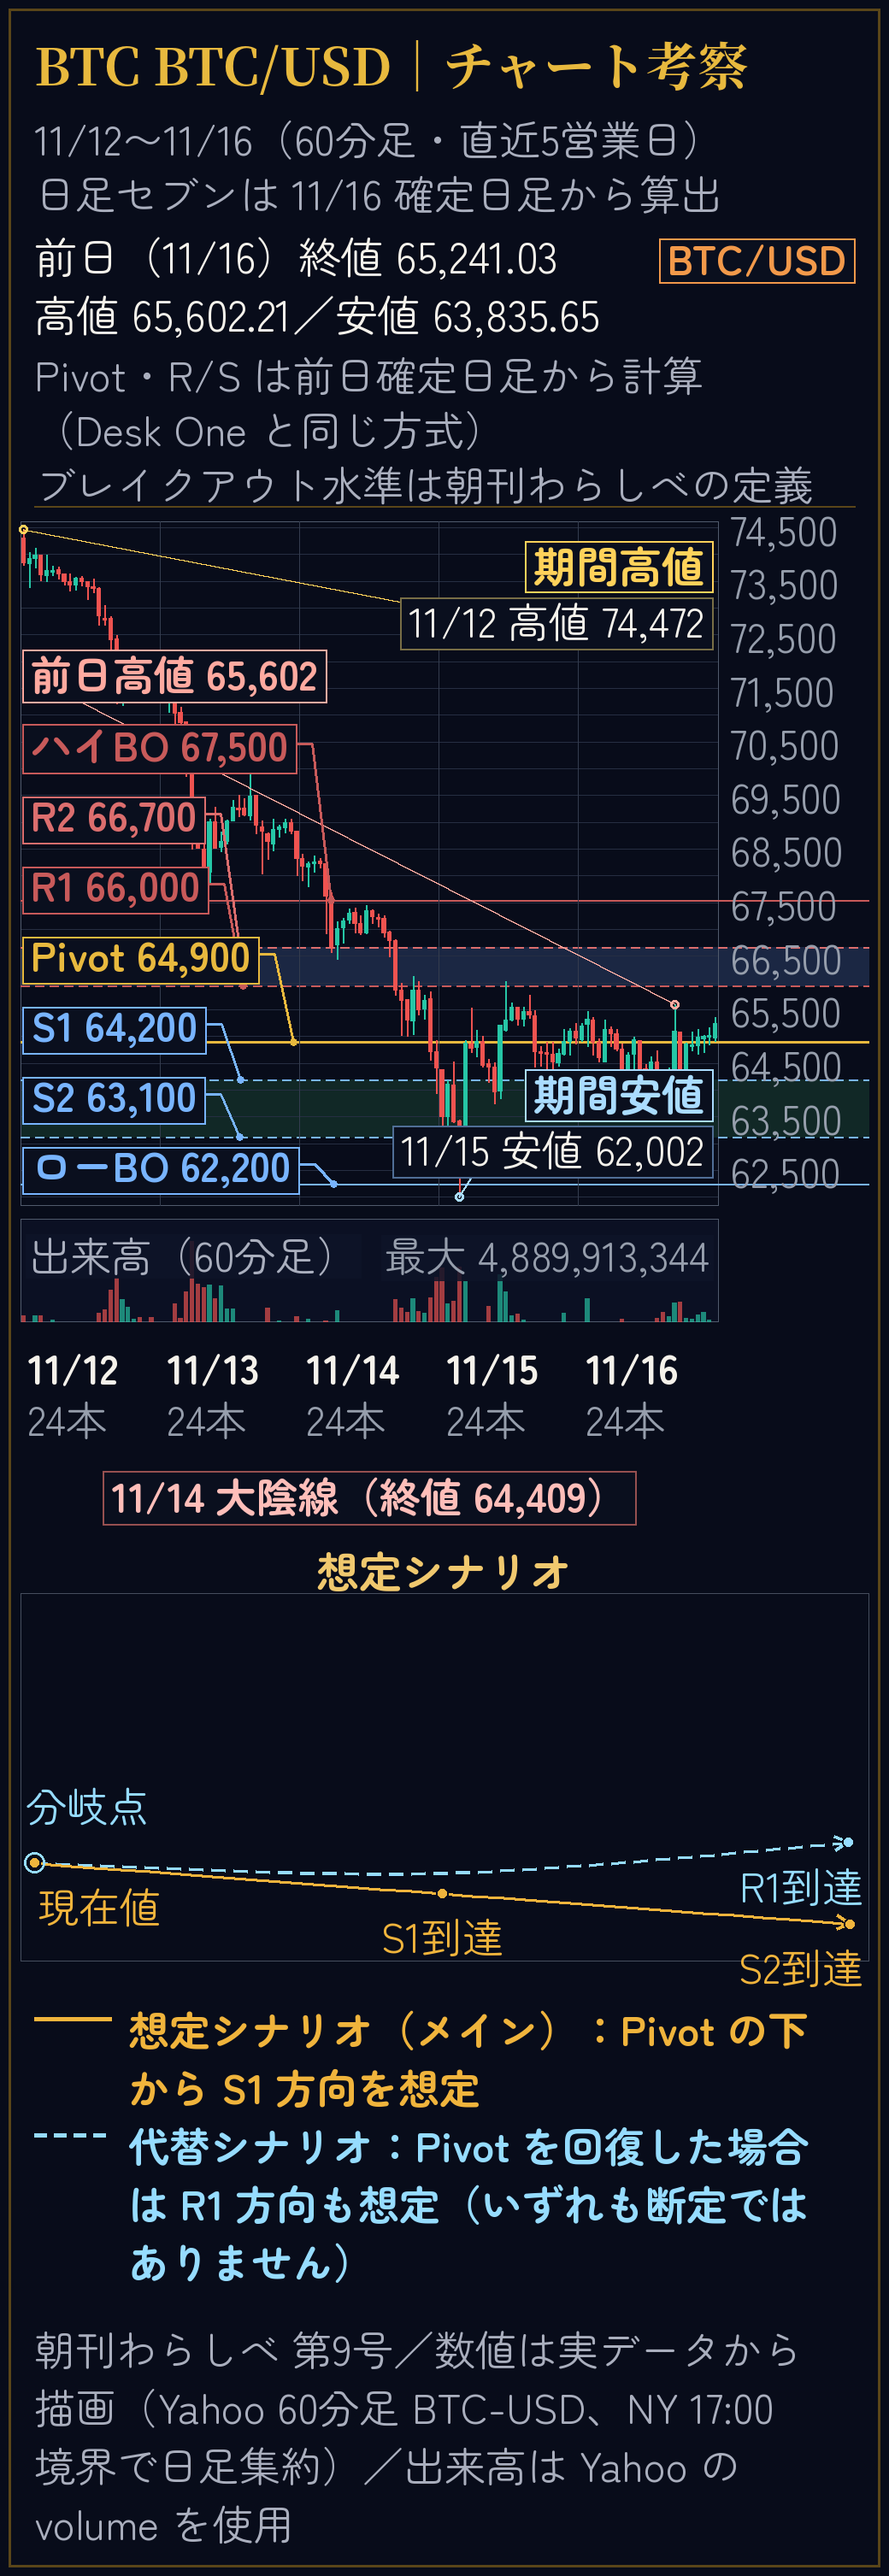 BTC BTC/USD｜チャート考察
11/12〜11/16（60分足・直近5営業日）
日足セブンは 11/16 確定日足から算出
前日（11/16）終値 65,241.03
BTC/USD
高値 65,602.21／安値 63,835.65
Pivot・R/S は前日確定日足から計算
（Desk One と同じ方式）
ブレイクアウト水準は朝刊わらしべの定義
74,500
期間高値
73,500
11/12 高値 74,472
72,500
前日高値 65,602
71,500
ハイBO 67,500
70,500
R2 66,700
69,500
68,500
R1 66,000
67,500
Pivot 64,900
66,500
S1 64,200
65,500
64,500
S2 63,100
期間安値
63,500
11/15 安値 62,002
ローBO 62,200
62,500
出来高（60分足）
最大 4,889,913,344
11/12 11/13 11/14 11/15 11/16
24本 24本 24本 24本 24本
11/14 大陰線（終値 64,409）
想定シナリオ
分岐点
現在値
R1到達
S1到達
S2到達
想定シナリオ（メイン）：Pivot の下
から S1 方向を想定
代替シナリオ：Pivot を回復した場合
は R1 方向も想定（いずれも断定では
ありません）
朝刊わらしべ 第9号／数値は実データから
描画（Yahoo 60分足 BTC-USD、NY 17:00
境界で日足集約）／出来高は Yahoo の
volume を使用